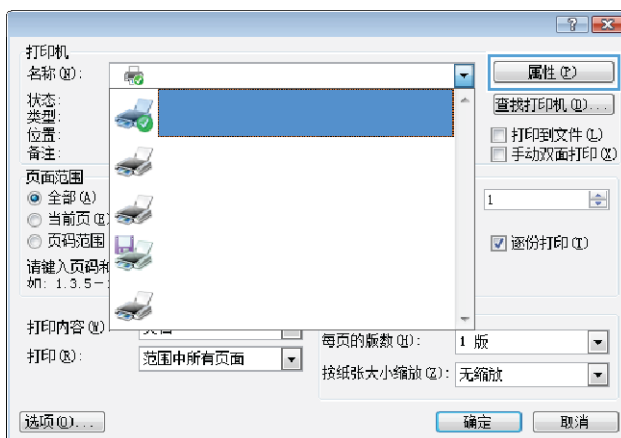 打印机
名称(N):
属性(P)
状态:
类型:
位置:
备注:
查找打印机(D)...
打印到文件(L)
手动双面打印(X)
页面范围
全部(A)
当前页(E)
页码范围
1
逐份打印(T)
请键入页码和
如: 1.3.5-
打印内容(W)
每页的版数(H):
1 版
打印(R):
范围中所有页面
按纸张大小缩放(Z):
无缩放
选项(O)...
确定
取消